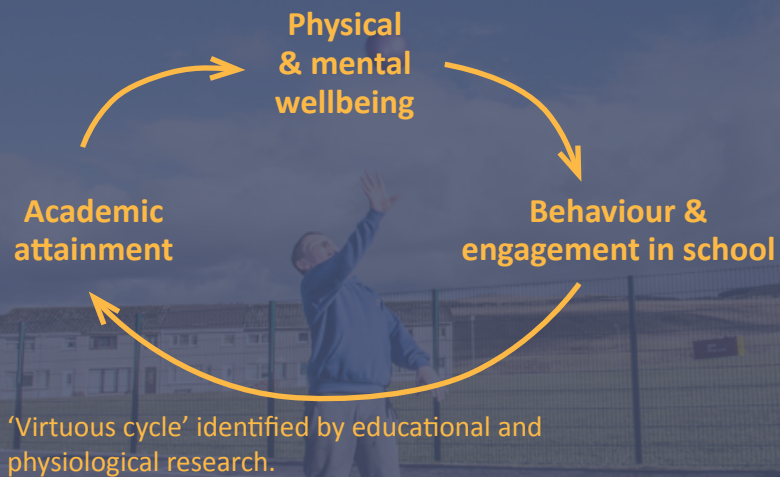 Physical
& mental
wellbeing
Academic
attainment
Behaviour &
engagement in school
‘Virtuous cycle’ identified by educational and
physiological research.